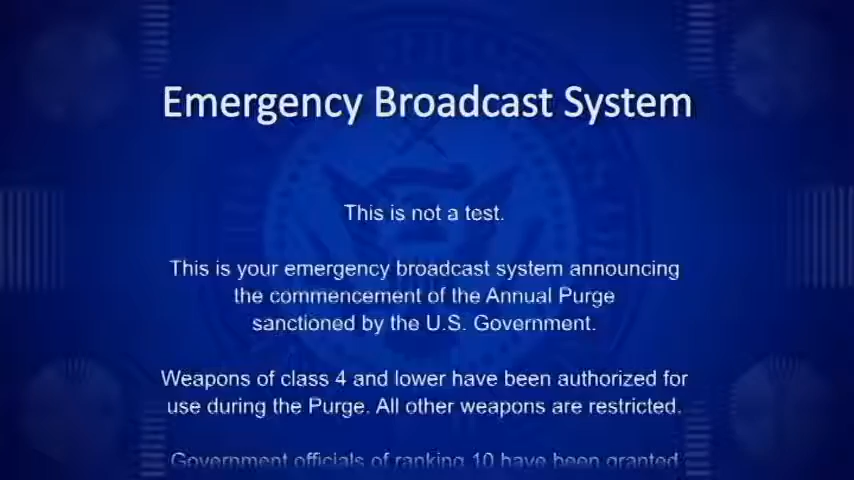 Emergency Broadcast System
This is not a test.
This is your emergency broadcast system announcing
the commencement of the Annual Purge
sanctioned by the U.S. Government.
Weapons of class 4 and lower have been authorized for
use during the Purge. All other weapons are restricted.
Government officials of ranking 10 have been granted